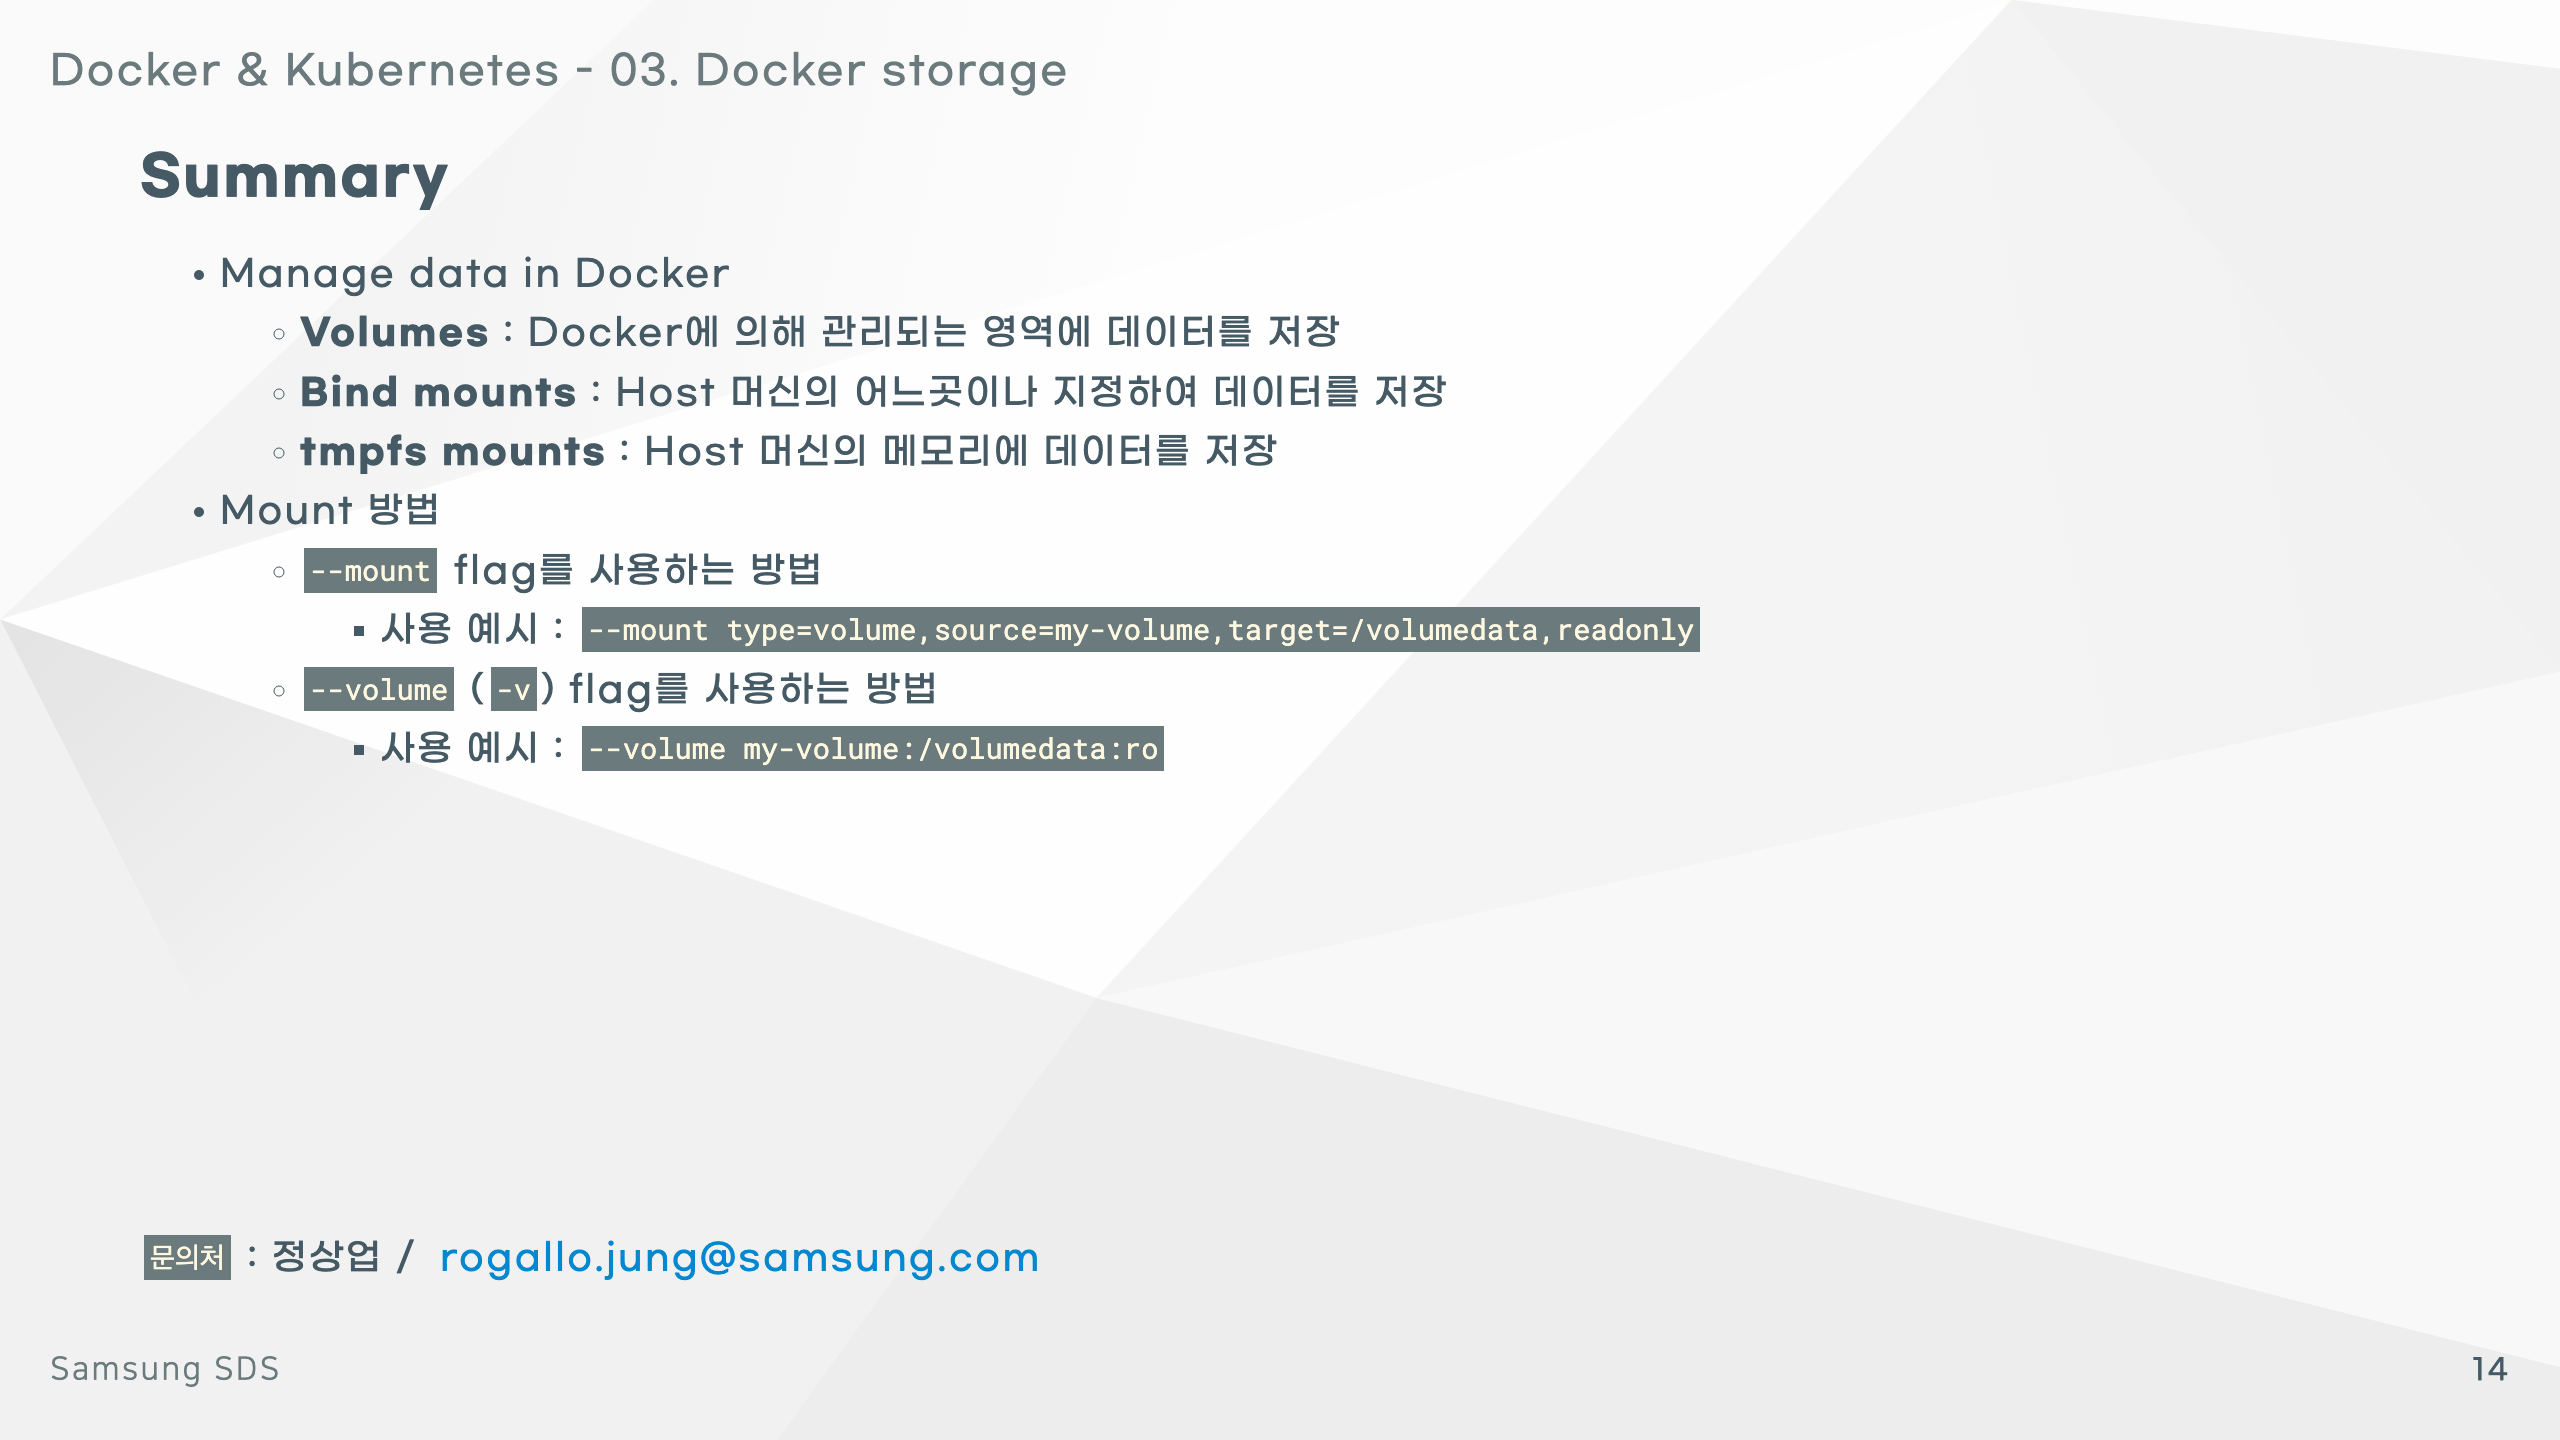 Docker & Kubernetes - 03. Docker storage
Summary
• Manage data in Docker
◦ Volumes : Docker에 의해 관리되는 영역에 데이터를 저장
◦ Bind mounts : Host 머신의 어느곳이나 지정하여 데이터를 저장
◦ tmpfs mounts : Host 머신의 메모리에 데이터를 저장
• Mount 방법
◦ --mount flag를 사용하는 방법
▪ 사용 예시 : --mount type=volume,source=my-volume,target=/volumedata,readonly
◦ --volume ( -v ) flag를 사용하는 방법
▪ 사용 예시 : --volume my-volume:/volumedata:ro
문의처 : 정상업 / rogallo.jung@samsung.com
Samsung SDS
14